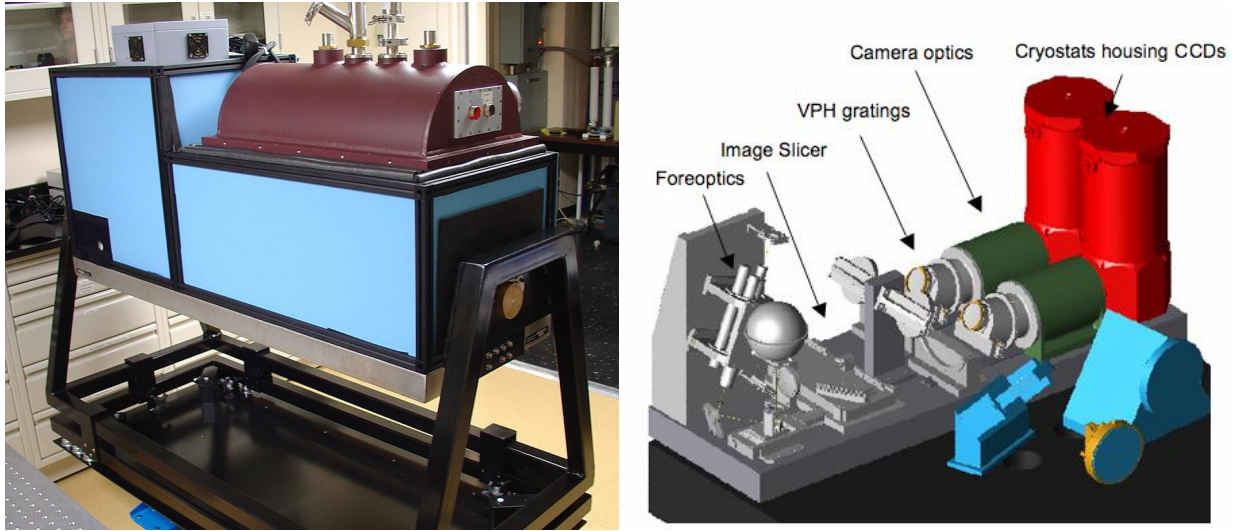 Camera optics
Cryostats housing CCDs
VPH gratings
Image Slicer
Foreoptics